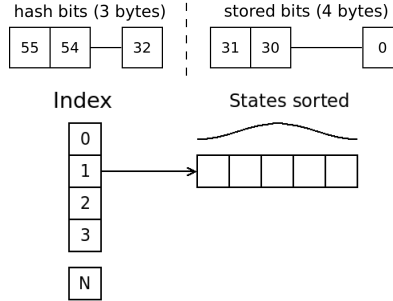 hash bits (3 bytes) stored bits (4 bytes)
55 54 32 31 30 0
Index States sorted
0
1
2
3
N